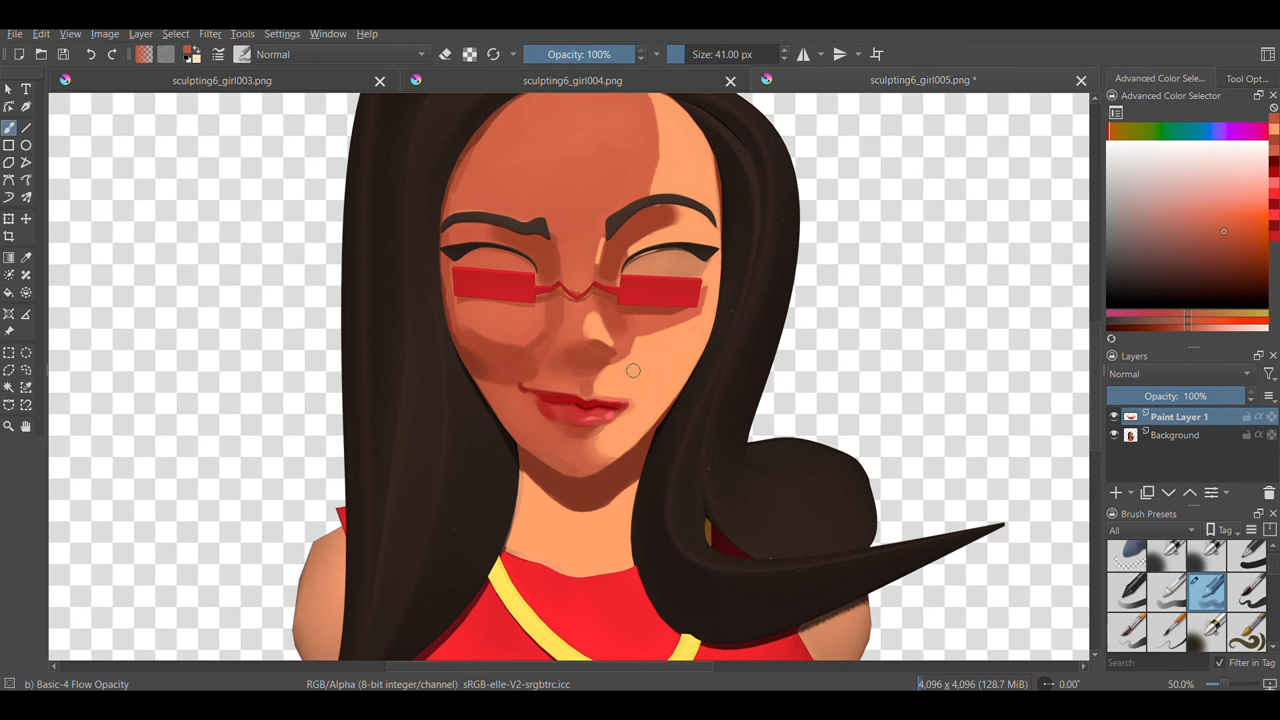 File Edit View Image Layer Select Filter Tools Settings Window Help
Normal Opacity: 100% Size: 41.00 px
sculpting6_girl003.png sculpting6_girl004.png sculpting6_girl005.png *
Advanced Color Sele... Tool Opt...
Advanced Color Selector
Layers
Normal
Opacity: 100%
Paint Layer 1
Background
Brush Presets
All Tag
Search Filter in Tag
b) Basic-4 Flow Opacity RGB/Alpha (8-bit integer/channel) sRGB-elle-V2-srgbtrc.icc 4,096 x 4,096 (128.7 MiB) 0.00° 50.0%